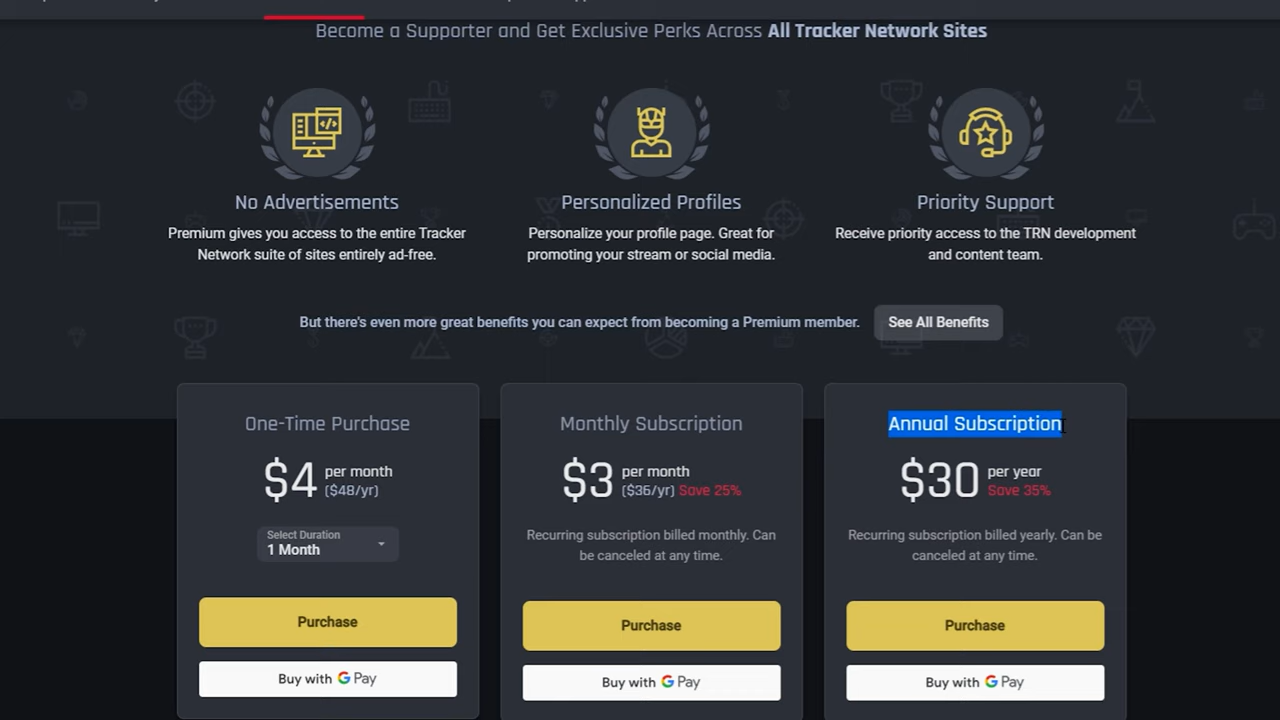 Become a Supporter and Get Exclusive Perks Across All Tracker Network Sites
No Advertisements
Premium gives you access to the entire Tracker
Network suite of sites entirely ad-free.
Personalized Profiles
Personalize your profile page. Great for
promoting your stream or social media.
Priority Support
Receive priority access to the TRN development
and content team.
But there's even more great benefits you can expect from becoming a Premium member.
See All Benefits
One-Time Purchase
$4 per month
($48/yr)
Select Duration
1 Month
Purchase
Buy with G Pay
Monthly Subscription
$3 per month
($36/yr) Save 25%
Recurring subscription billed monthly. Can
be canceled at any time.
Purchase
Buy with G Pay
Annual Subscription
$30 per year
Save 35%
Recurring subscription billed yearly. Can be
canceled at any time.
Purchase
Buy with G Pay